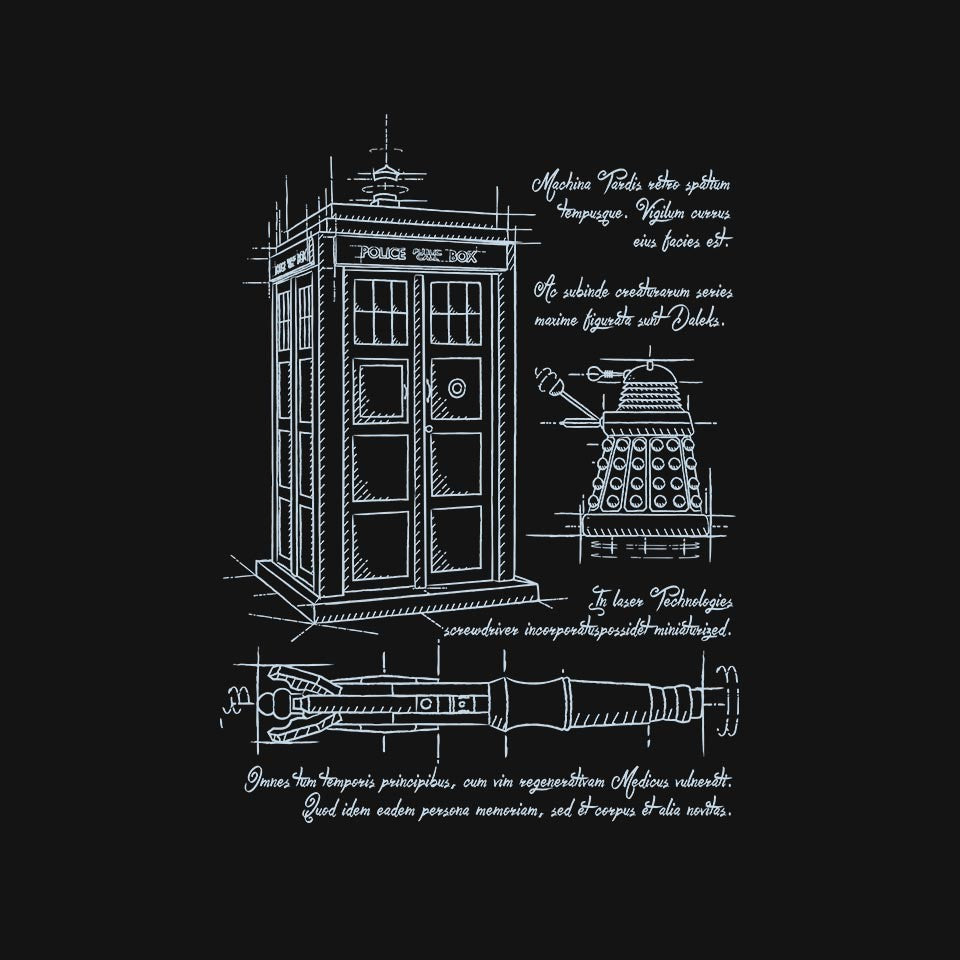 Machina Tardis retro spatium
tempusque. Vigilum currus
eius facies est.
POLICE BOX
Ac subinde creaturarum series
maxime figurata sunt Daleks.
In laser Technologies
screwdriver incorporatuspossidet miniaturized.
Omnes tum temporis principibus, cum vim regenerativam Medicus vulnerat.
Quod idem eadem persona memoriam, sed et corpus et alia novitas.